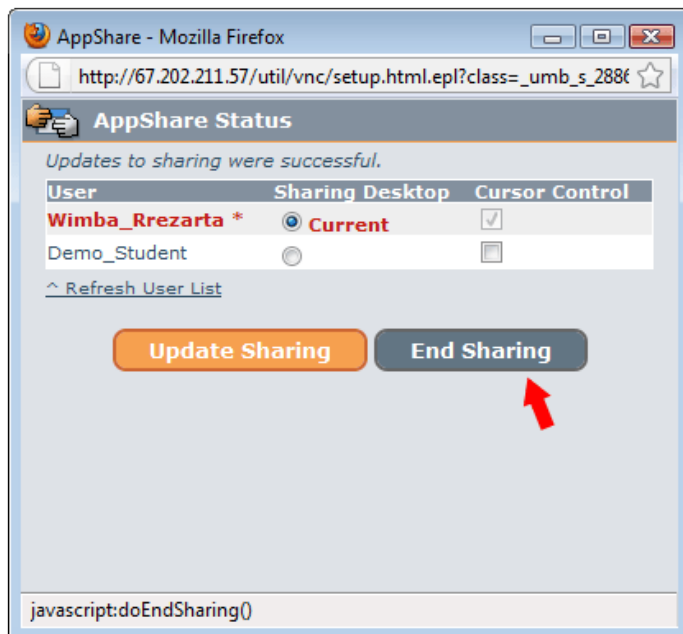 AppShare - Mozilla Firefox
http://67.202.211.57/util/vnc/setup.html.epl?class=_umb_s_2886
AppShare Status
Updates to sharing were successful.
User Sharing Desktop Cursor Control
Wimba_Rrezarta * Current
Demo_Student
^ Refresh User List
Update Sharing End Sharing
javascript:doEndSharing()